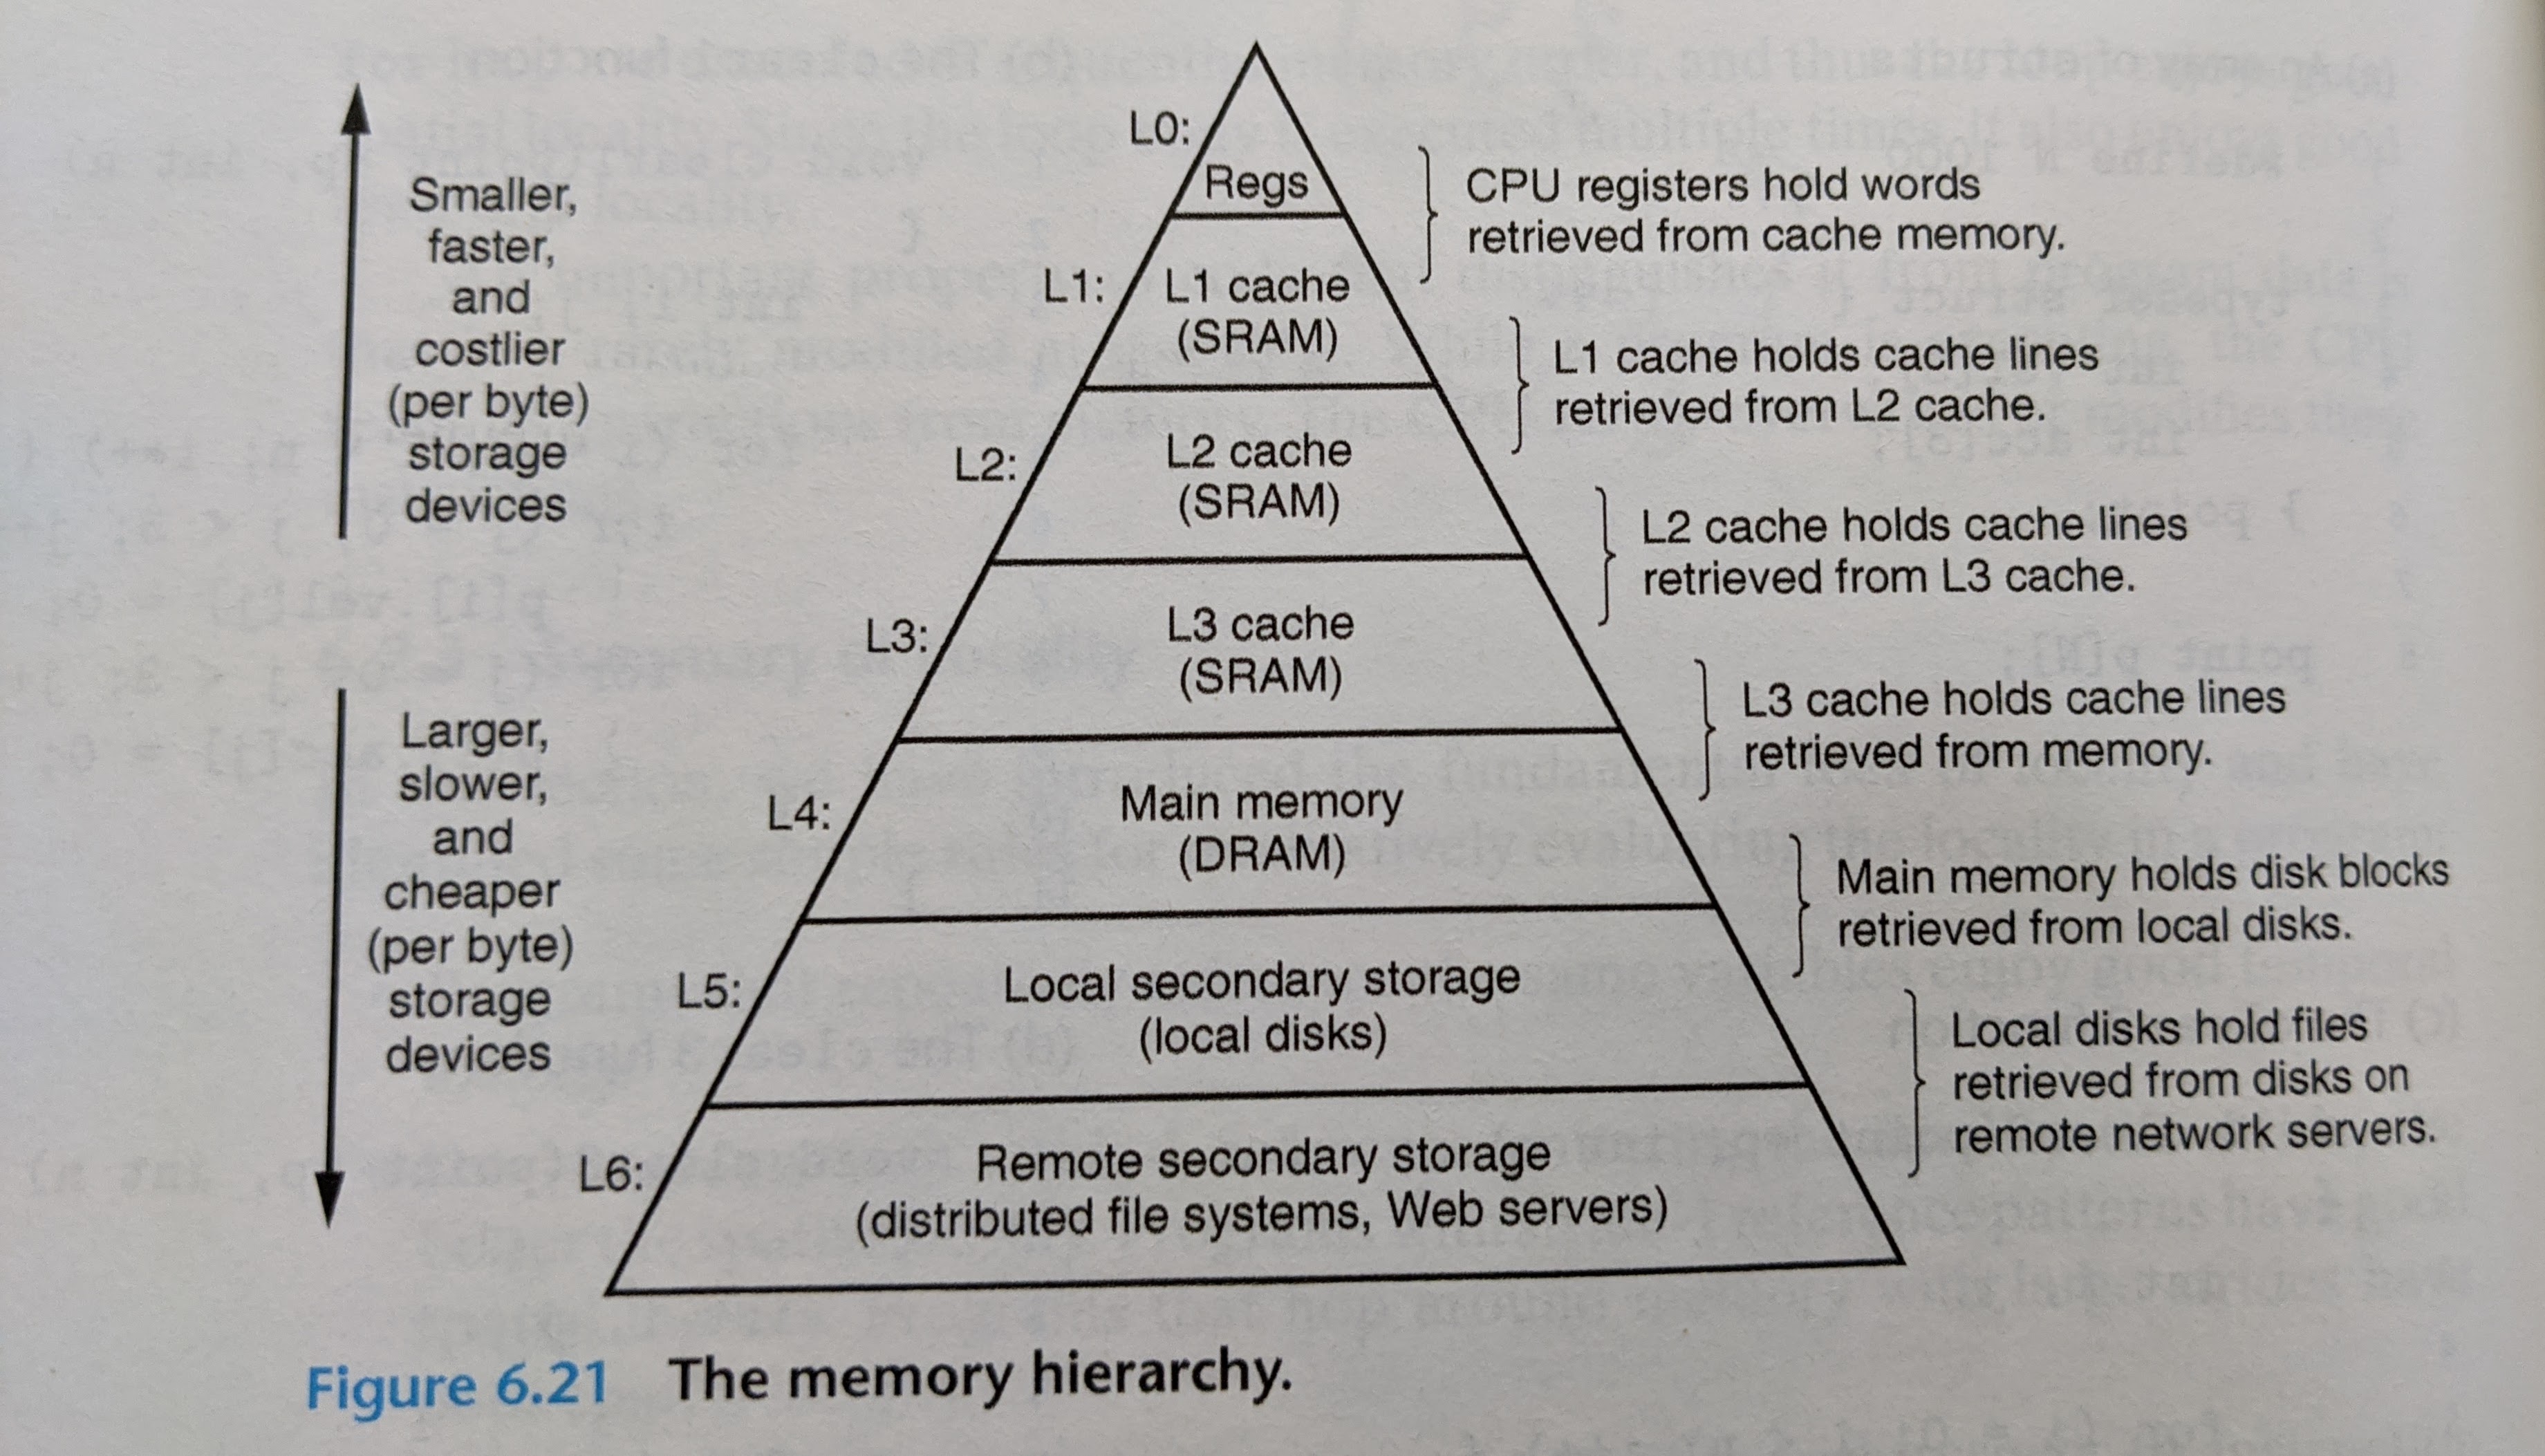 L0:
Regs
L1:
L1 cache
(SRAM)
L2:
L2 cache
(SRAM)
L3:
L3 cache
(SRAM)
L4:
Main memory
(DRAM)
L5:
Local secondary storage
(local disks)
L6:
Remote secondary storage
(distributed file systems, Web servers)
Smaller,
faster,
and
costlier
(per byte)
storage
devices
Larger,
slower,
and
cheaper
(per byte)
storage
devices
CPU registers hold words
retrieved from cache memory.
L1 cache holds cache lines
retrieved from L2 cache.
L2 cache holds cache lines
retrieved from L3 cache.
L3 cache holds cache lines
retrieved from memory.
Main memory holds disk blocks
retrieved from local disks.
Local disks hold files
retrieved from disks on
remote network servers.
Figure 6.21 The memory hierarchy.